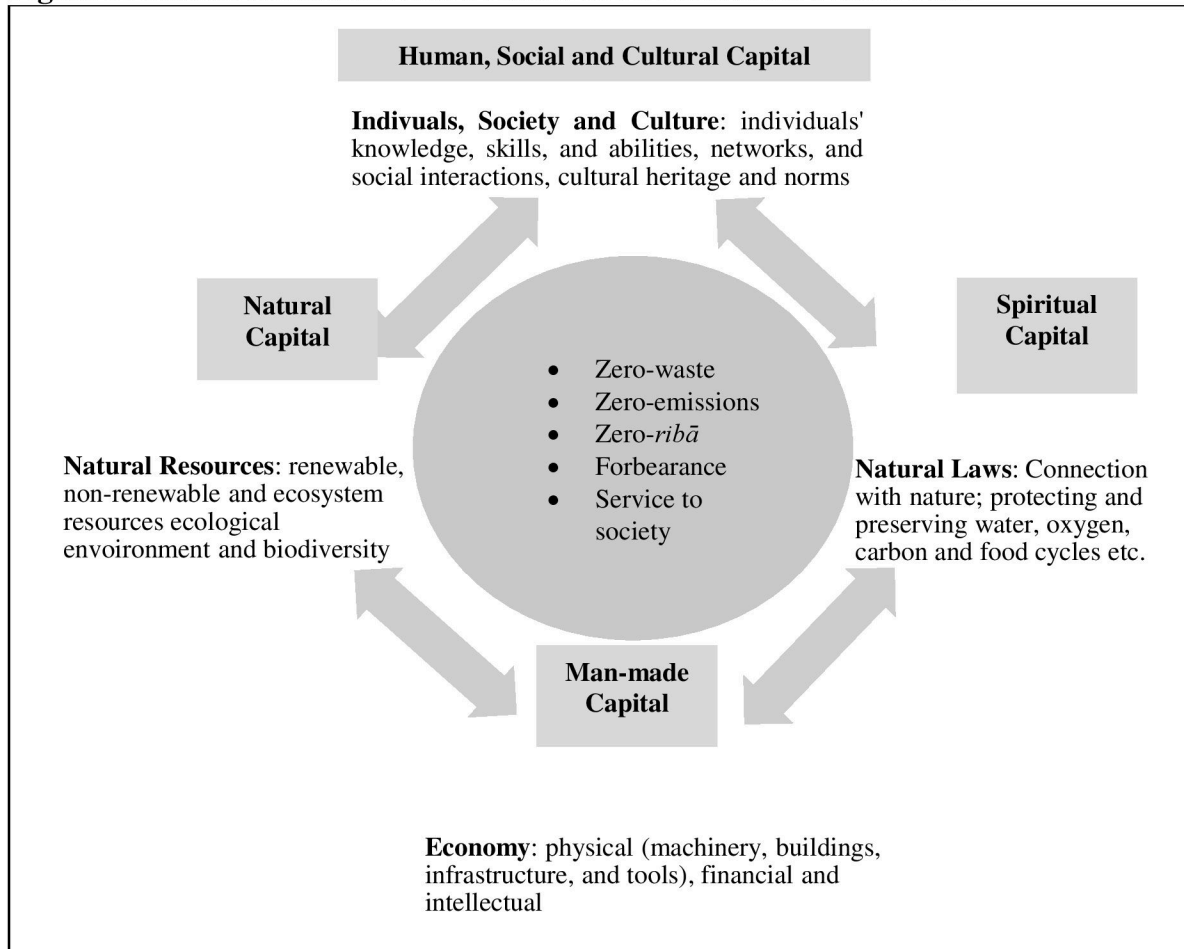 Human, Social and Cultural Capital
Indivuals, Society and Culture: individuals'
knowledge, skills, and abilities, networks, and
social interactions, cultural heritage and norms
Natural
Capital
Spiritual
Capital
• Zero-waste
• Zero-emissions
• Zero-ribā
• Forbearance
• Service to
society
Natural Resources: renewable,
non-renewable and ecosystem
resources ecological
envoironment and biodiversity
Natural Laws: Connection
with nature; protecting and
preserving water, oxygen,
carbon and food cycles etc.
Man-made
Capital
Economy: physical (machinery, buildings,
infrastructure, and tools), financial and
intellectual